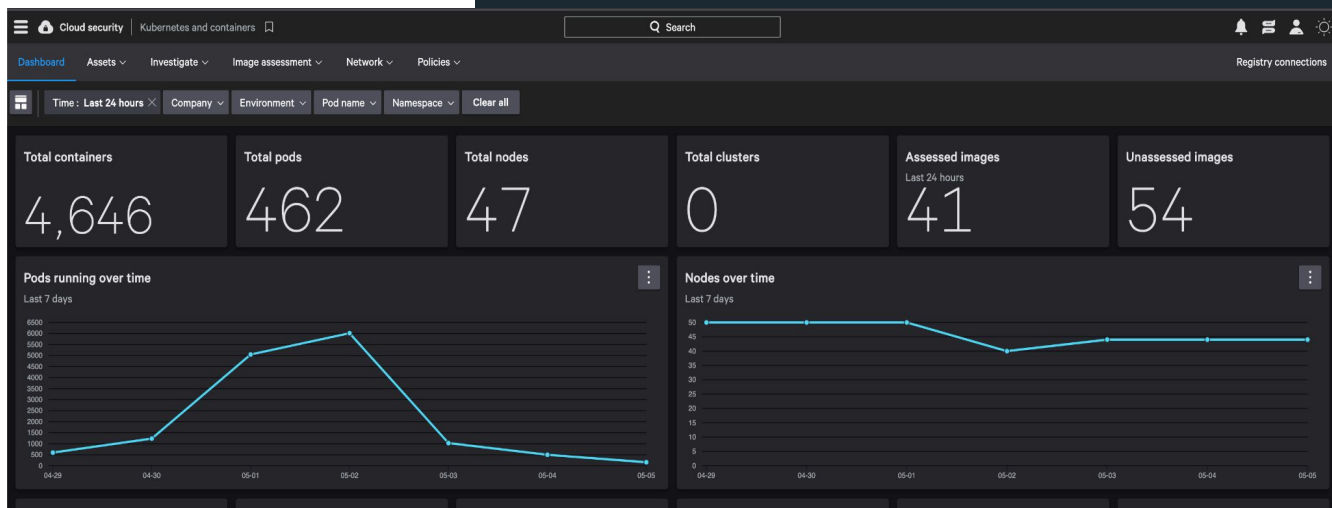 Cloud security Kubernetes and containers Search
Dashboard Assets Investigate Image assessment Network Policies Registry connections
Time : Last 24 hours Company Environment Pod name Namespace Clear all
Total containers
4,646
Total pods
462
Total nodes
47
Total clusters
0
Assessed images
Last 24 hours
41
Unassessed images
54
Pods running over time
Last 7 days
6500
6000
5500
5000
4500
4000
3500
3000
2500
2000
1500
1000
500
0
04-29 04-30 05-01 05-02 05-03 05-04 05-05
Nodes over time
Last 7 days
50
45
40
35
30
25
20
15
10
5
0
04-29 04-30 05-01 05-02 05-03 05-04 05-05